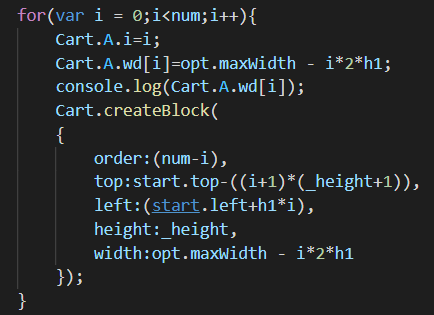 for(var i = 0;i<num;i++){
    Cart.A.i=i;
    Cart.A.wd[i]=opt.maxWidth - i*2*h1;
    console.log(Cart.A.wd[i]);
    Cart.createBlock(
    {
        order:(num-i),
        top:start.top-((i+1)*(_height+1)),
        left:(start.left+h1*i),
        height:_height,
        width:opt.maxWidth - i*2*h1
    });
}